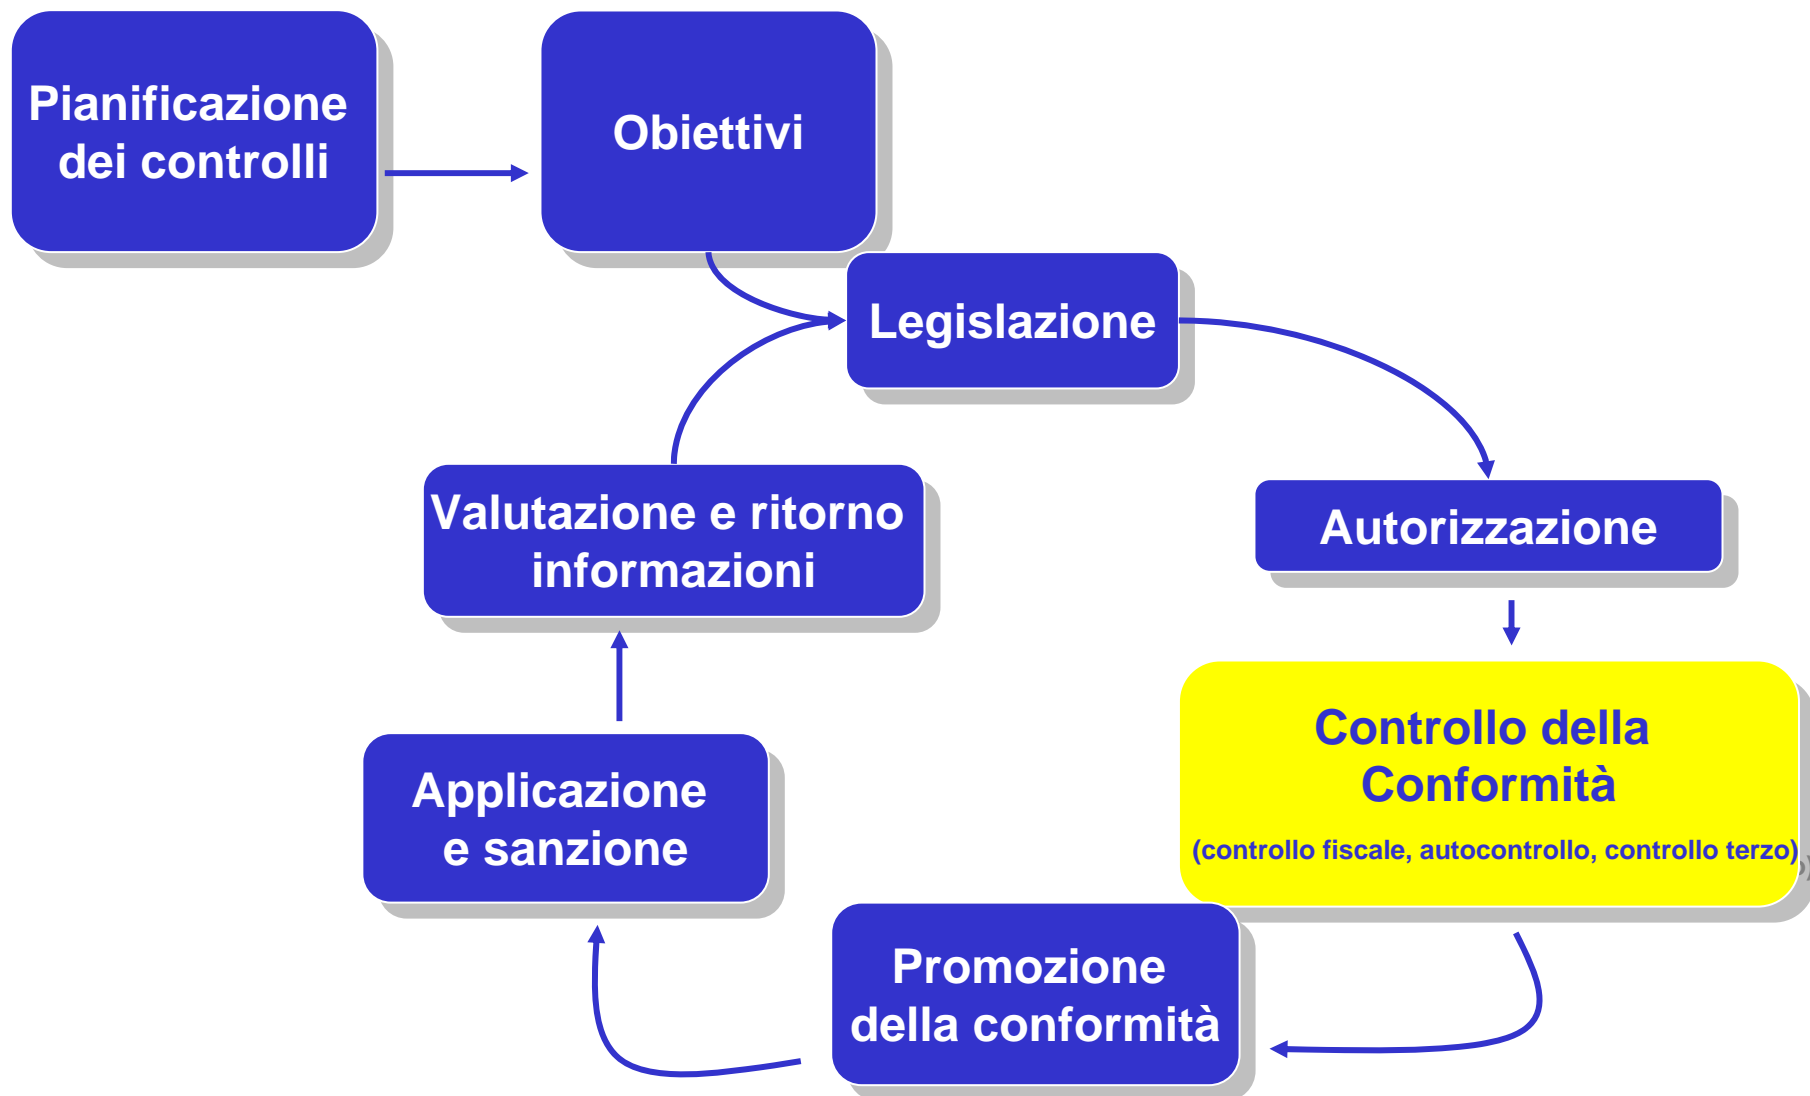 Pianificazione
dei controlli
Obiettivi
Legislazione
Valutazione e ritorno
informazioni
Autorizzazione
Controllo della
Conformità
(controllo fiscale, autocontrollo, controllo terzo)
Applicazione
e sanzione
Promozione
della conformità